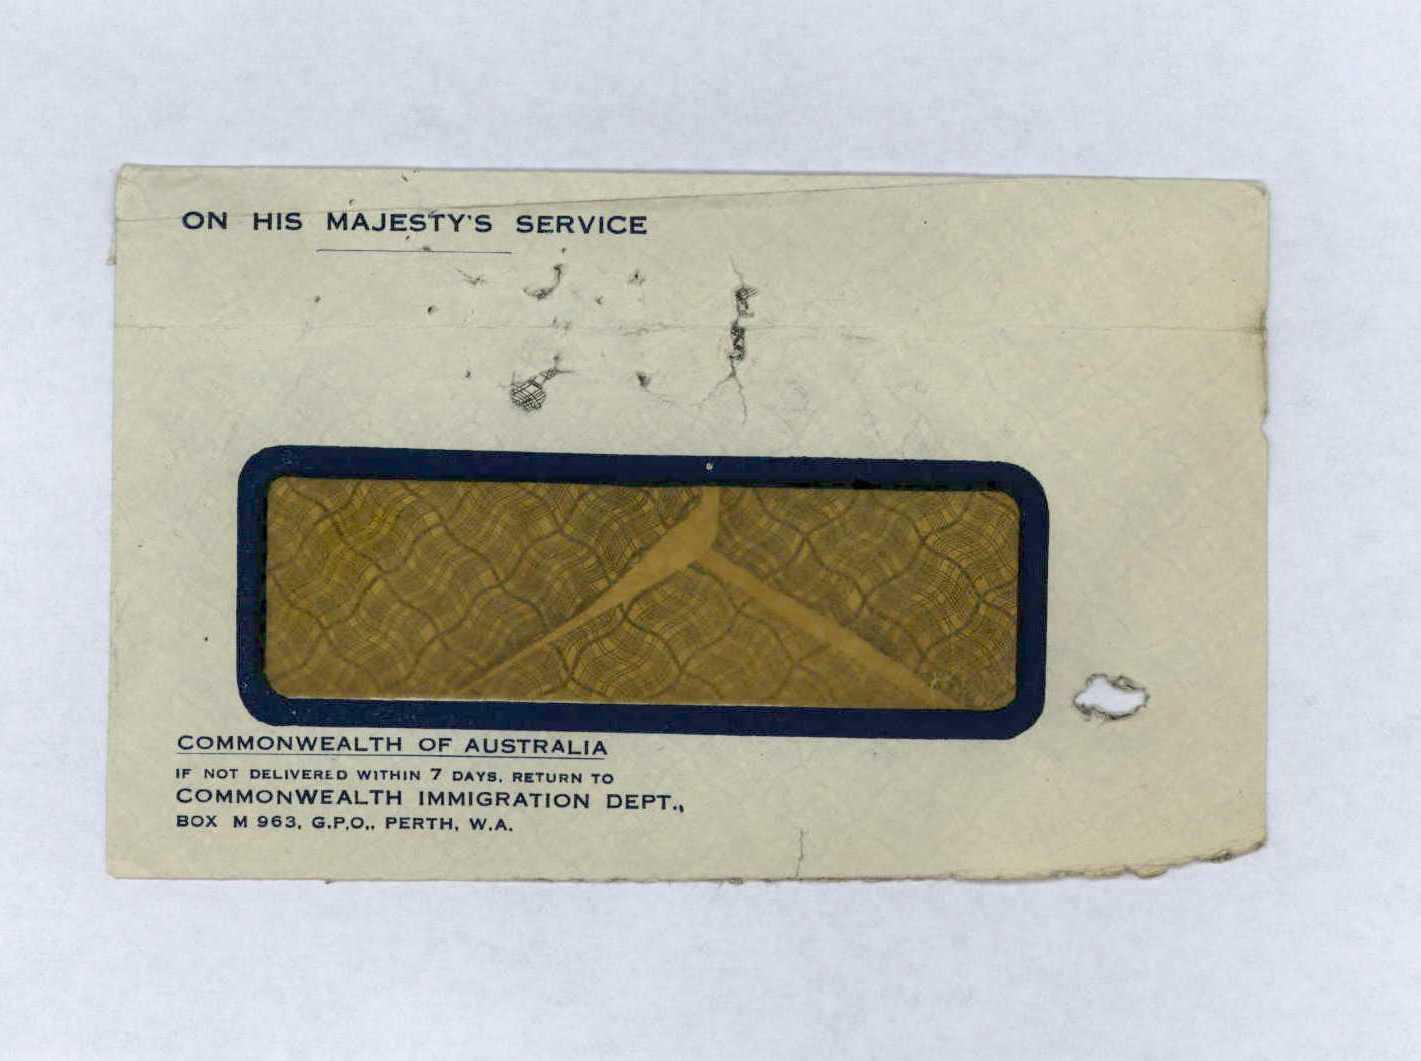 ON HIS MAJESTY'S SERVICE
COMMONWEALTH OF AUSTRALIA
IF NOT DELIVERED WITHIN 7 DAYS, RETURN TO
COMMONWEALTH IMMIGRATION DEPT.,
BOX M 963, G.P.O., PERTH, W.A.